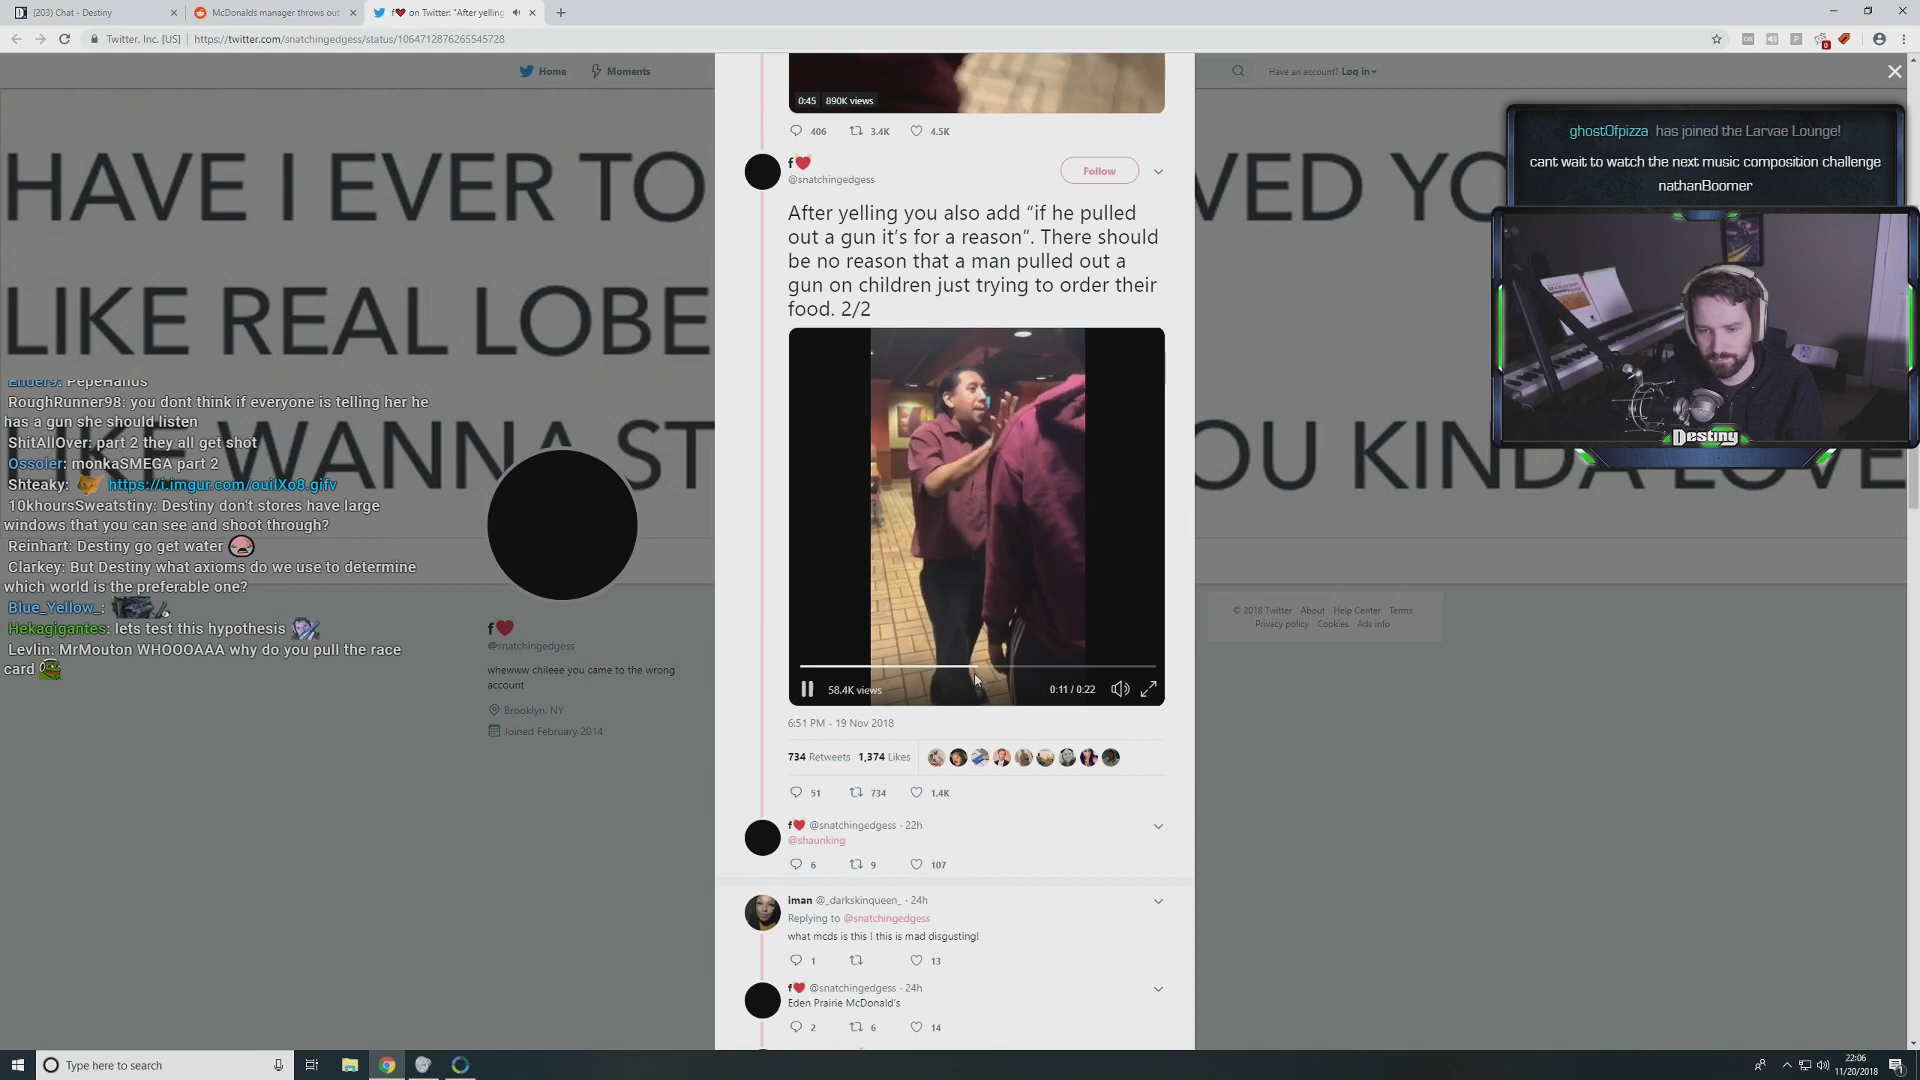 (203) Chat - Destiny
McDonalds manager throws out
f❤ on Twitter: "After yelling
Twitter, Inc. [US]
https://twitter.com/snatchingedgess/status/1064712876265545728
Home
Moments
Have an account? Log in
HAVE I EVER TO
VED YO
LIKE REAL LOBE
LIKE WANNA ST
OU KINDA LOVE
0:45 890K views
406 3.4K 4.5K
f❤
@snatchingedgess
Follow
After yelling you also add “if he pulled
out a gun it’s for a reason“. There should
be no reason that a man pulled out a
gun on children just trying to order their
food. 2/2
58.4K views
0:11 / 0:22
6:51 PM - 19 Nov 2018
734 Retweets 1,374 Likes
51 734 1.4K
f❤ @snatchingedgess · 22h
@shaunking
6 9 107
iman @_darkskinqueen_ · 24h
Replying to @snatchingedgess
what mcds is this ! this is mad disgusting!
1 13
f❤ @snatchingedgess · 24h
Eden Prairie McDonald's
2 6 14
Ender9: PepeHands
RoughRunner98: you dont think if everyone is telling her he
has a gun she should listen
ShitAllOver: part 2 they all get shot
Ossoler: monkaSMEGA part 2
Shteaky: https://i.imgur.com/ouilXo8.gifv
10khoursSweatstiny: Destiny don't stores have large
windows that you can see and shoot through?
Reinhart: Destiny go get water
Clarkey: But Destiny what axioms do we use to determine
which world is the preferable one?
Blue_Yellow_:
Hekagigantes: lets test this hypothesis
Levlin: MrMouton WHOOOAAA why do you pull the race
card
f❤
@snatchingedgess
whewww chileee you came to the wrong
account
Brooklyn, NY
Joined February 2014
© 2018 Twitter About Help Center Terms
Privacy policy Cookies Ads info
ghostOfpizza has joined the Larvae Lounge!
cant wait to watch the next music composition challenge
nathanBoomer
Destiny
Type here to search
22:06
11/20/2018